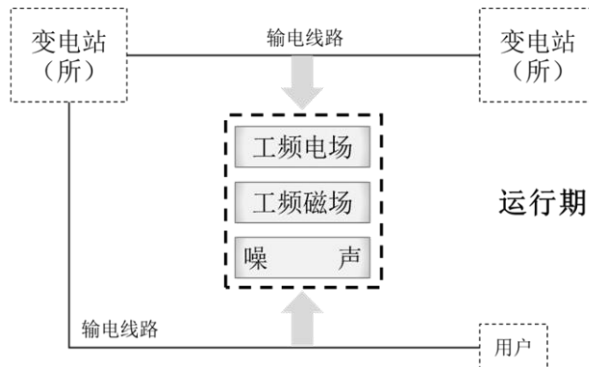 变电站
（所）
输电线路
变电站
（所）
工频电场
工频磁场
噪 声
运行期
输电线路
用户